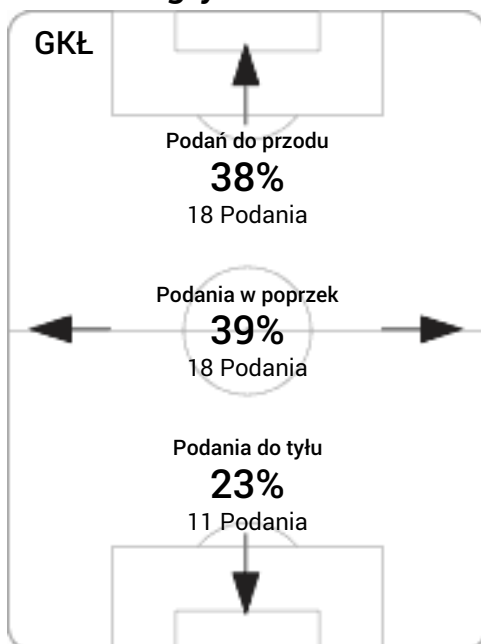 GKŁ
Podań do przodu
38%
18 Podania
Podania w poprzek
39%
18 Podania
Podania do tyłu
23%
11 Podania